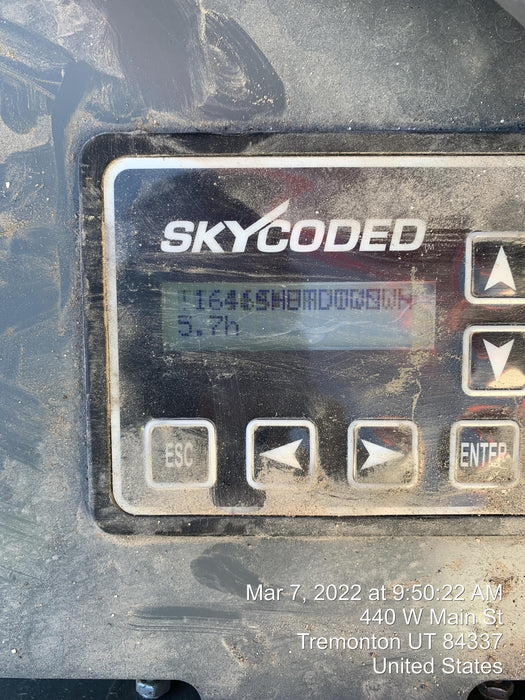 SKYCODED
5.7h
ESC
ENTER
Mar 7, 2022 at 9:50:22 AM
440 W Main St
Tremonton UT 84337
United States